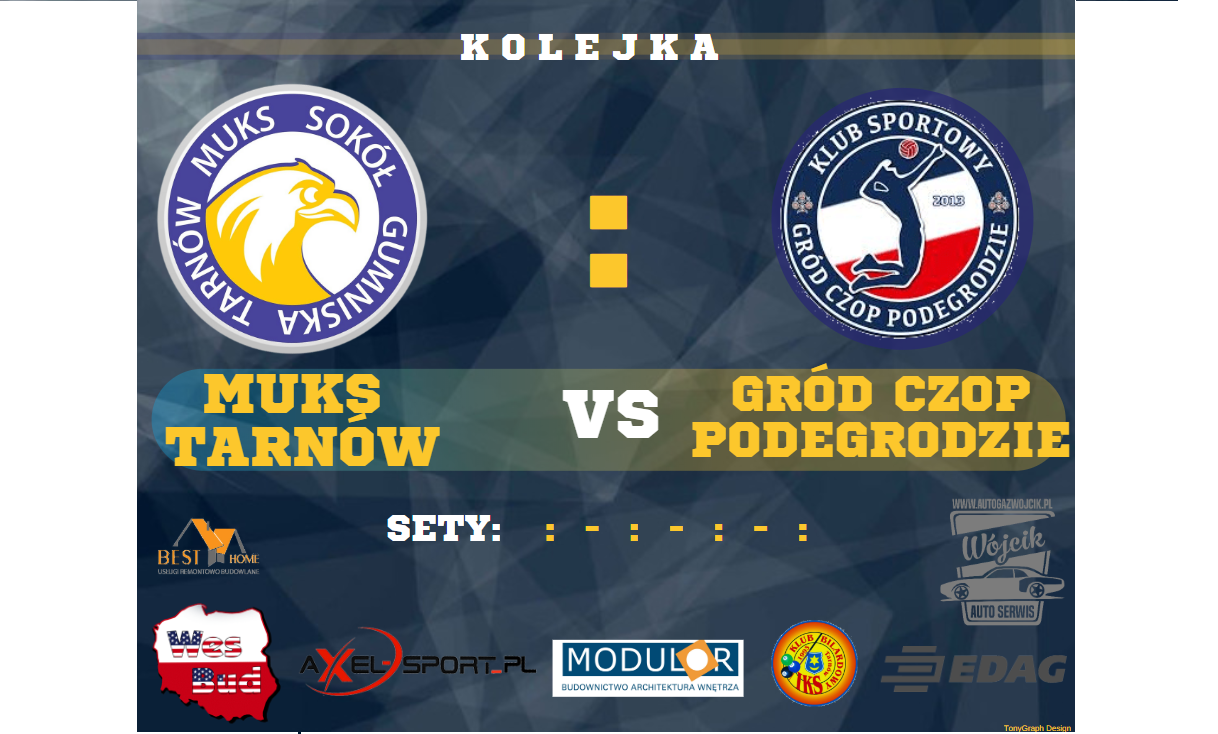 KOLEJKA
MUKS SOKÓŁ GUMNISKA TARNÓW
KLUB SPORTOWY
2013
GRÓD CZOP PODEGRODZIE
:
MUKS
TARNÓW
VS
GRÓD CZOP
PODEGRODZIE
SETY: : - : - : - :
WWW.AUTOGAZWOJCIK.PL
Wójcik
AUTO SERWIS
BEST HOME
USŁUGI REMONTOWO BUDOWLANE
Wes
Bud
AXEL-SPORT.PL
MODULOR
BUDOWNICTWO ARCHITEKTURA WNĘTRZA
KLUB BILARDOWY
1995
IKS
EDAG
TonyGraph Design